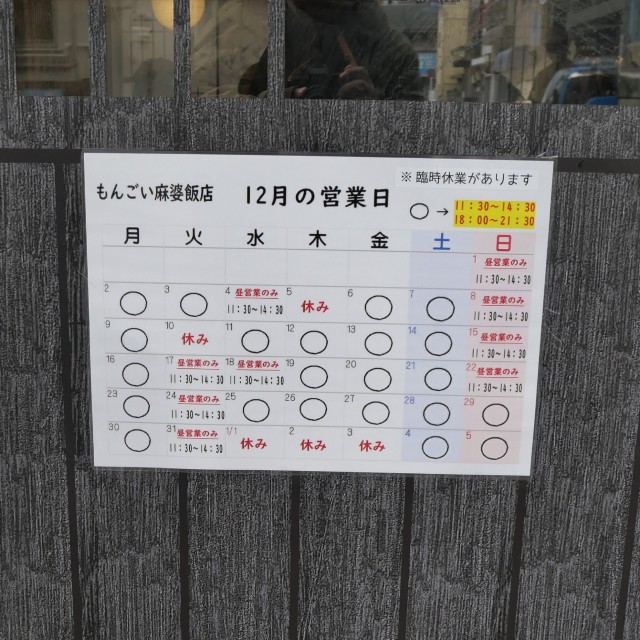 ※ 臨時休業があります
もんごい麻婆飯店 12月の営業日 ○ → 11:30~14:30
18:00~21:30
月 火 水 木 金 土 日
1 昼営業のみ
11:30~14:30
2 ○ 3 ○ 4 昼営業のみ 11:30~14:30 5 休み 6 ○ 7 ○ 8 昼営業のみ 11:30~14:30
9 ○ 10 休み 11 ○ 12 ○ 13 ○ 14 ○ 15 昼営業のみ 11:30~14:30
16 ○ 17 昼営業のみ 11:30~14:30 18 昼営業のみ 11:30~14:30 19 ○ 20 ○ 21 ○ 22 昼営業のみ 11:30~14:30
23 ○ 24 昼営業のみ 11:30~14:30 25 ○ 26 ○ 27 ○ 28 ○ 29 ○
30 ○ 31 昼営業のみ 11:30~14:30 1/1 休み 2 休み 3 休み 4 ○ 5 ○